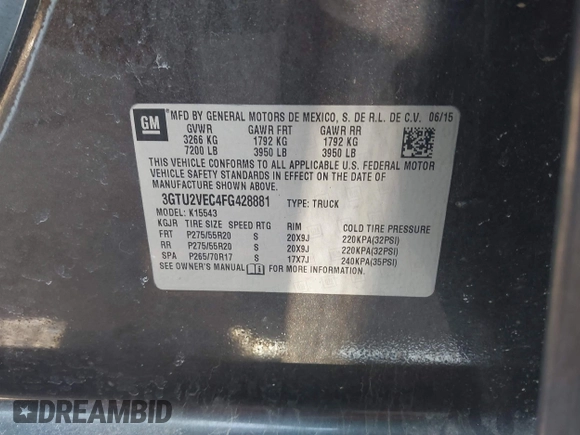 GM
MFD BY GENERAL MOTORS DE MEXICO, S. DE R.L. DE C.V. 06/15
GVWR GAWR FRT GAWR RR
3266 KG 1792 KG 1792 KG
7200 LB 3950 LB 3950 LB
THIS VEHICLE CONFORMS TO ALL APPLICABLE U.S. FEDERAL MOTOR
VEHICLE SAFETY STANDARDS IN EFFECT ON THE DATE OF
MANUFACTURE SHOWN ABOVE.
3GTU2VEC4FG428881 TYPE: TRUCK
MODEL: K15543
KGJR TIRE SIZE SPEED RTG RIM COLD TIRE PRESSURE
FRT P275/55R20 S 20X9J 220KPA(32PSI)
RR P275/55R20 S 20X9J 220KPA(32PSI)
SPA P265/70R17 S 17X7J 240KPA(35PSI)
SEE OWNER'S MANUAL FOR MORE INFORMATION.
DREAMBID